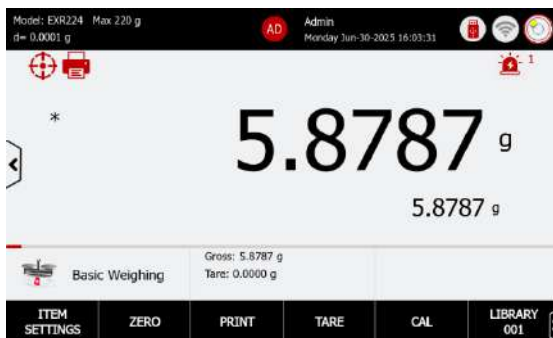 Model: EXR224 Max 220 g
d= 0.0001 g
AD
Admin
Monday Jun-30-2025 16:03:31
1
*
5.8787 g
5.8787 g
Basic Weighing
Gross: 5.8787 g
Tare: 0.0000 g
ITEM SETTINGS
ZERO
PRINT
TARE
CAL
LIBRARY 001